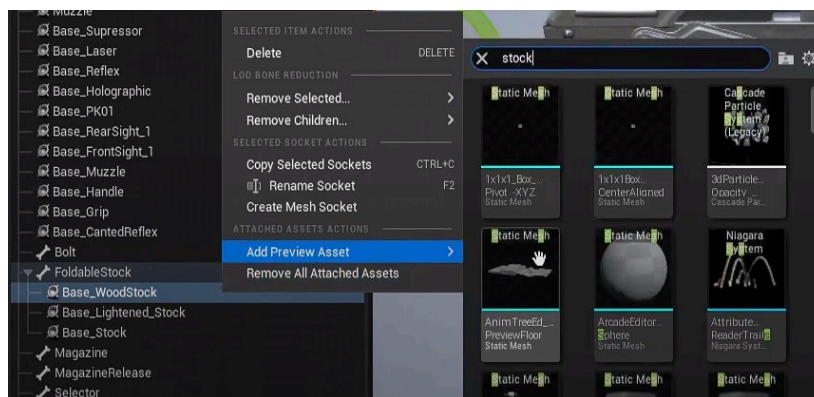 Muzzle
Base_Supressor
Base_Laser
Base_Reflex
Base_Holographic
Base_PK01
Base_RearSight_1
Base_FrontSight_1
Base_Muzzle
Base_Handle
Base_Grip
Base_CantedReflex
Bolt
FoldableStock
Base_WoodStock
Base_Lightened_Stock
Base_Stock
Magazine
MagazineRelease
Selector
SELECTED ITEM ACTIONS
Delete DELETE
LOD BONE REDUCTION
Remove Selected...
Remove Children...
SELECTED SOCKET ACTIONS
Copy Selected Sockets CTRL+C
Rename Socket F2
Create Mesh Socket
ATTACHED ASSETS ACTIONS
Add Preview Asset
Remove All Attached Assets
stock
Static Mesh
1x1x1_Box_...
Pivot_-XYZ
Static Mesh
Static Mesh
1x1x1Box...
CenterAligned
Static Mesh
Cascade
Particle
System
(Legacy)
3dParticle...
Opacity_...
Cascade Par...
Static Mesh
AnimTreeEd_...
PreviewFloor
Static Mesh
Static Mesh
ArcadeEditor...
Sphere
Static Mesh
Niagara
System
Attribute...
ReaderTrails
Niagara Syst...
Static Mesh
Static Mesh
Static Mesh